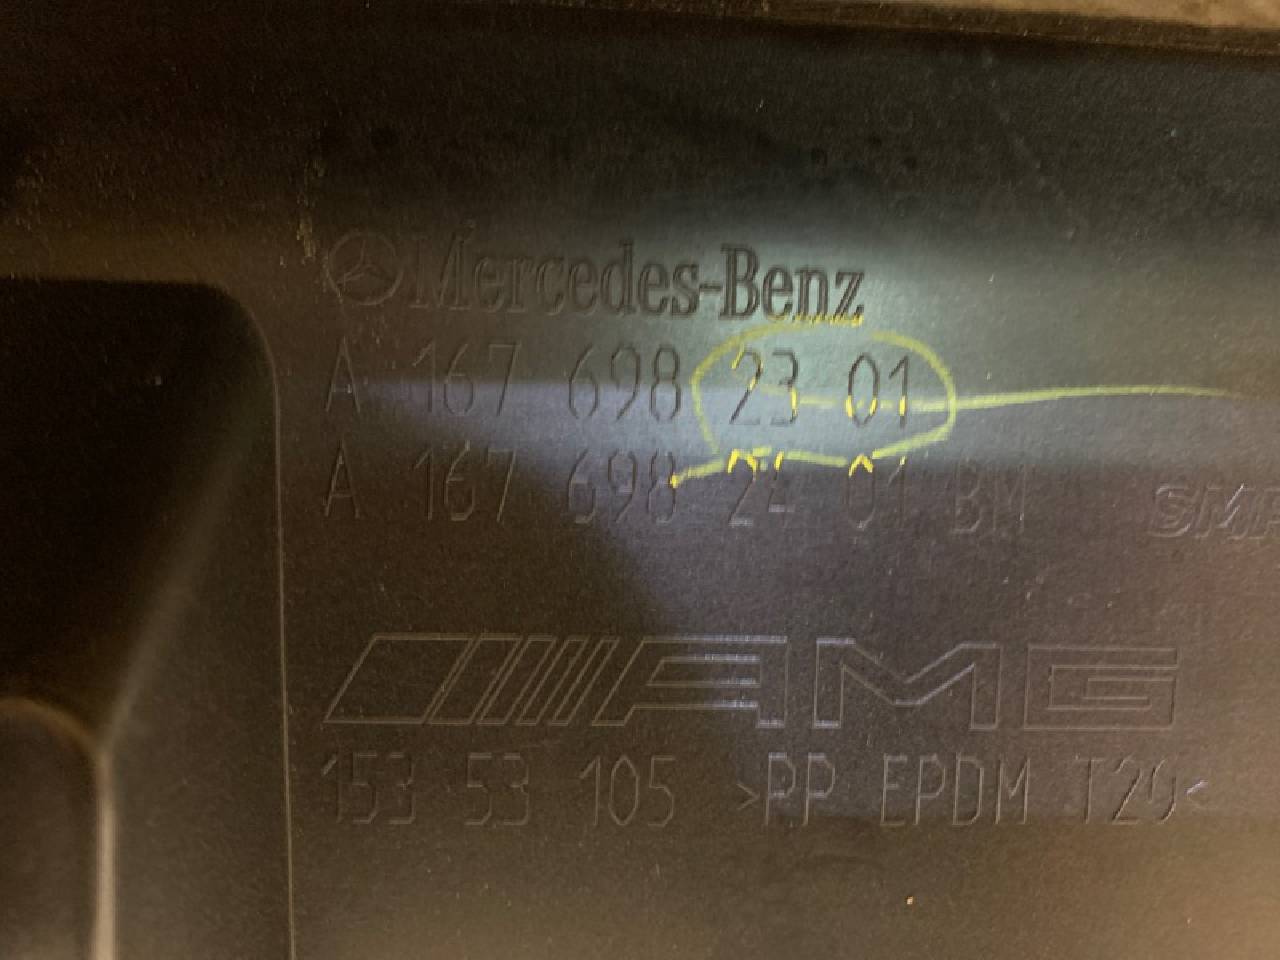 Mercedes-Benz
A 167 698 23 01
A 167 698 24 01 BM
AMG
153 53 105 >PP EPDM T20<